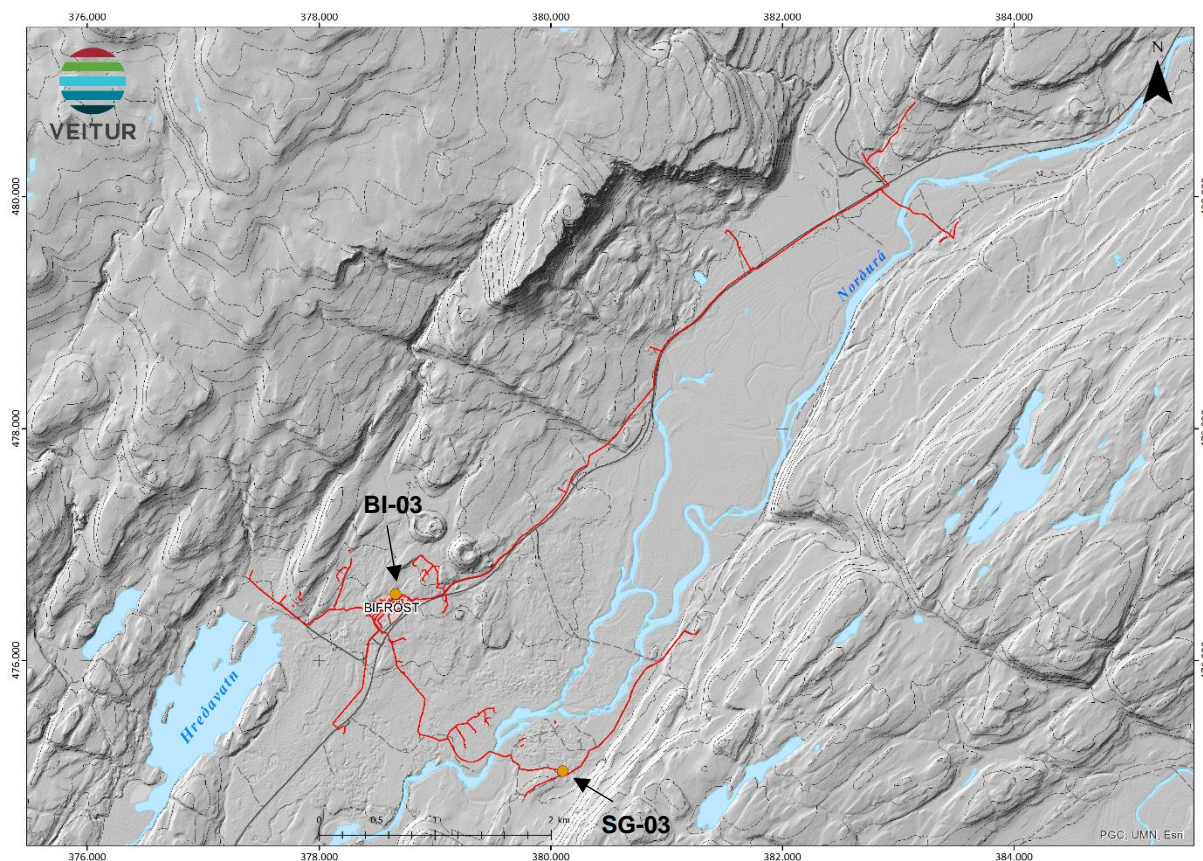 376.000 378.000 380.000 382.000 384.000
N
VEITUR
480.000
Norðurá
478.000
BI-03
BIFRÖST
476.000 476.000
Hreðavatn
SG-03
0 0,5 1 2 km
PGC, UMN, Esri
376.000 378.000 380.000 382.000 384.000